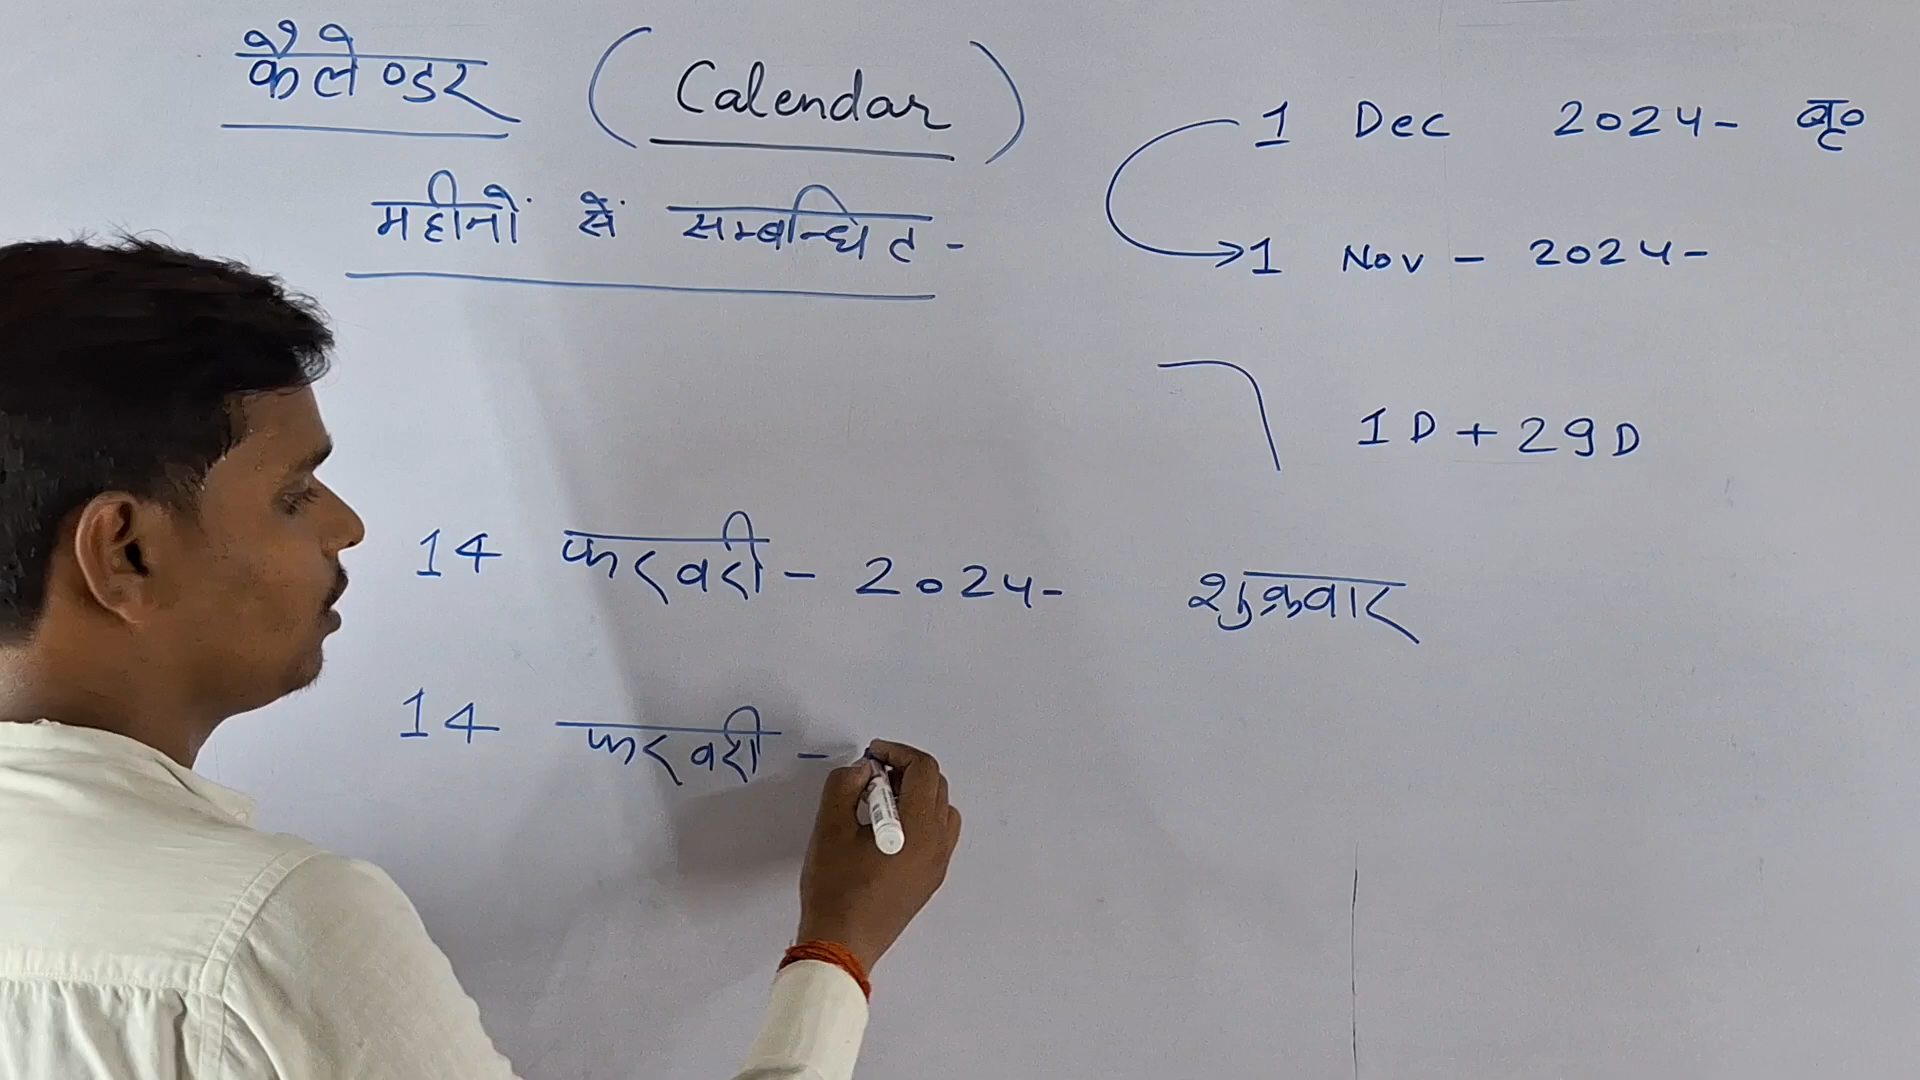 कैलेण्डर (Calendar)
महीनों सें सम्बन्धित -
1 Dec 2024- बृ०
1 Nov - 2024-
1D + 29D
14 फरवरी - 2024- शुक्रवार
14 फरवरी -